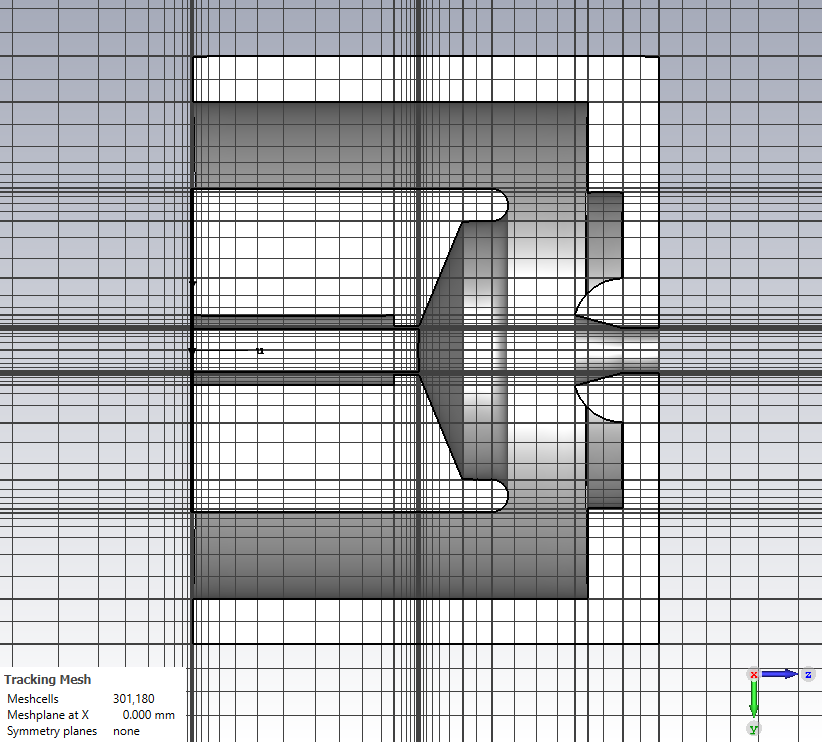 u
Tracking Mesh
Meshcells 301,180
Meshplane at X 0.000 mm
Symmetry planes none
x
z
y